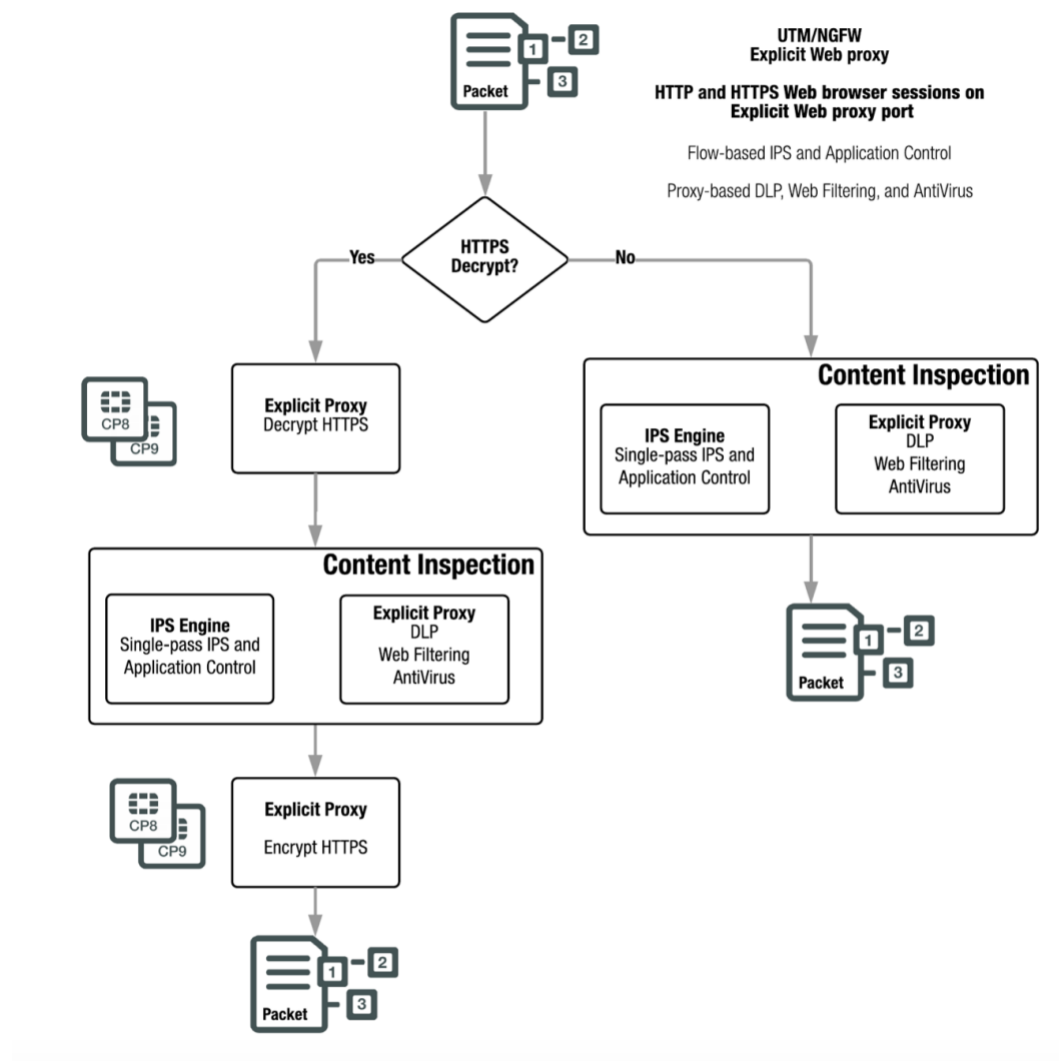 1
2
3
Packet
UTM/NGFW
Explicit Web proxy
HTTP and HTTPS Web browser sessions on
Explicit Web proxy port
Flow-based IPS and Application Control
Proxy-based DLP, Web Filtering, and AntiVirus
HTTPS
Decrypt?
Yes
No
Explicit Proxy
Decrypt HTTPS
CP8
CP9
Content Inspection
IPS Engine
Single-pass IPS and
Application Control
Explicit Proxy
DLP
Web Filtering
AntiVirus
Content Inspection
IPS Engine
Single-pass IPS and
Application Control
Explicit Proxy
DLP
Web Filtering
AntiVirus
1
2
3
Packet
CP8
CP9
Explicit Proxy
Encrypt HTTPS
1
2
3
Packet